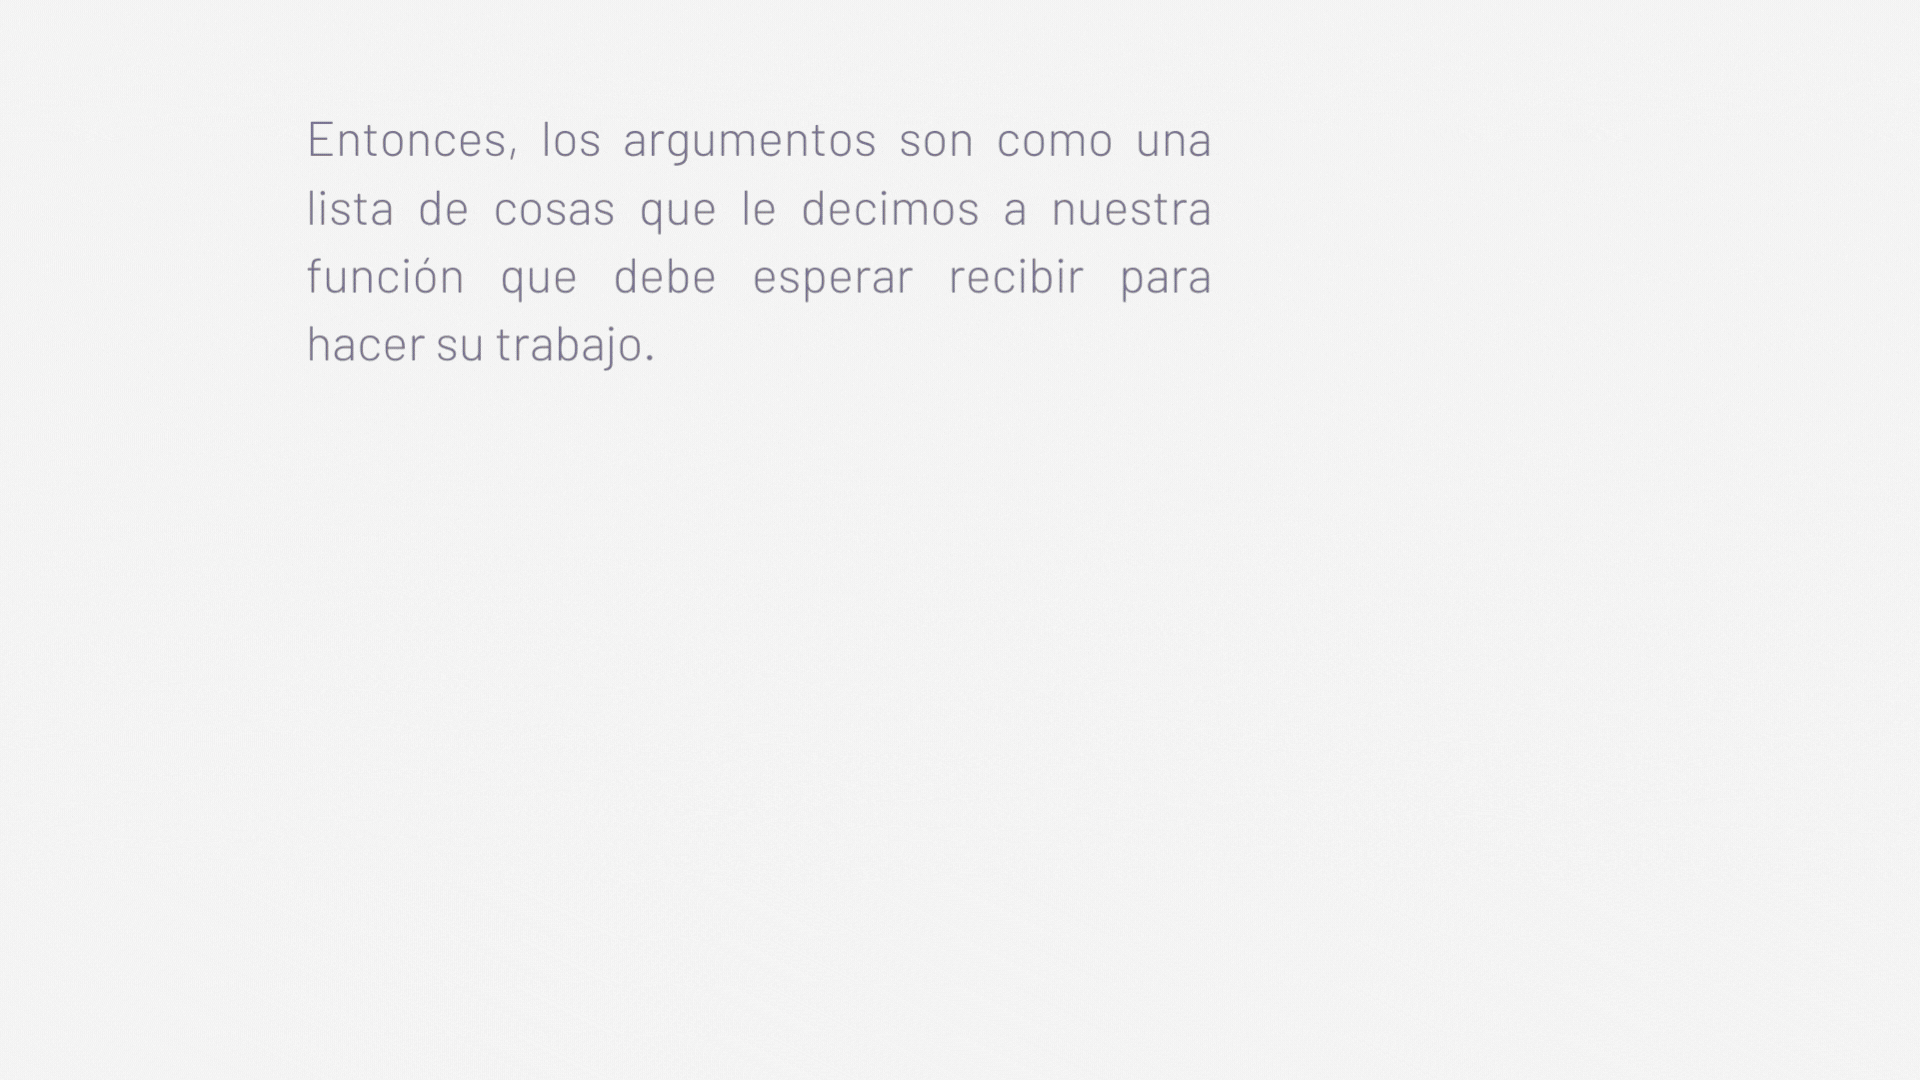 Entonces, los argumentos son como una
lista de cosas que le decimos a nuestra
función que debe esperar recibir para
hacer su trabajo.